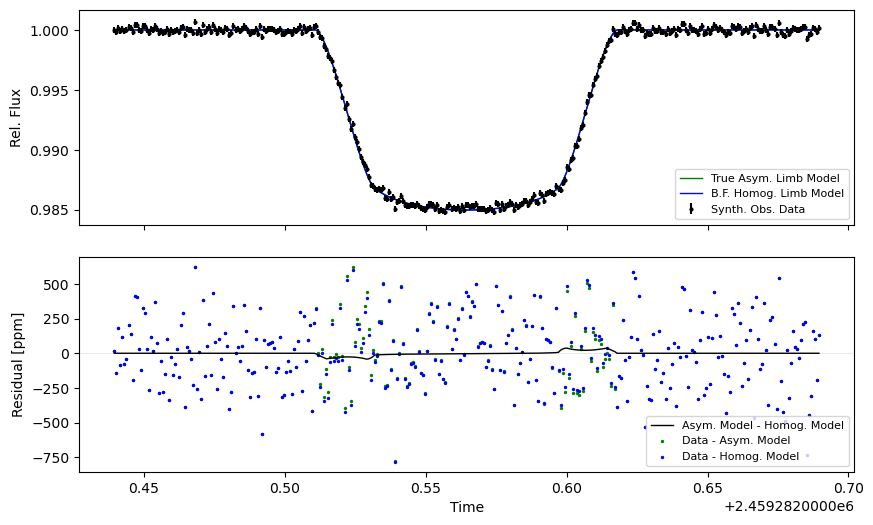 1.000
0.995
0.990
0.985
Rel. Flux
True Asym. Limb Model
B.F. Homog. Limb Model
Synth. Obs. Data
500
250
0
−250
−500
−750
Residual [ppm]
Asym. Model - Homog. Model
Data - Asym. Model
Data - Homog. Model
0.45
0.50
0.55
0.60
0.65
0.70
Time
+2.4592820000e6